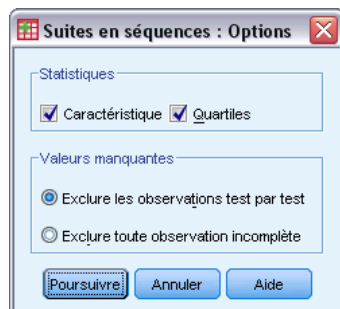 Suites en séquences : Options
Statistiques
Caractéristique Quartiles
Valeurs manquantes
Exclure les observations test par test
Exclure toute observation incomplète
Poursuivre Annuler Aide